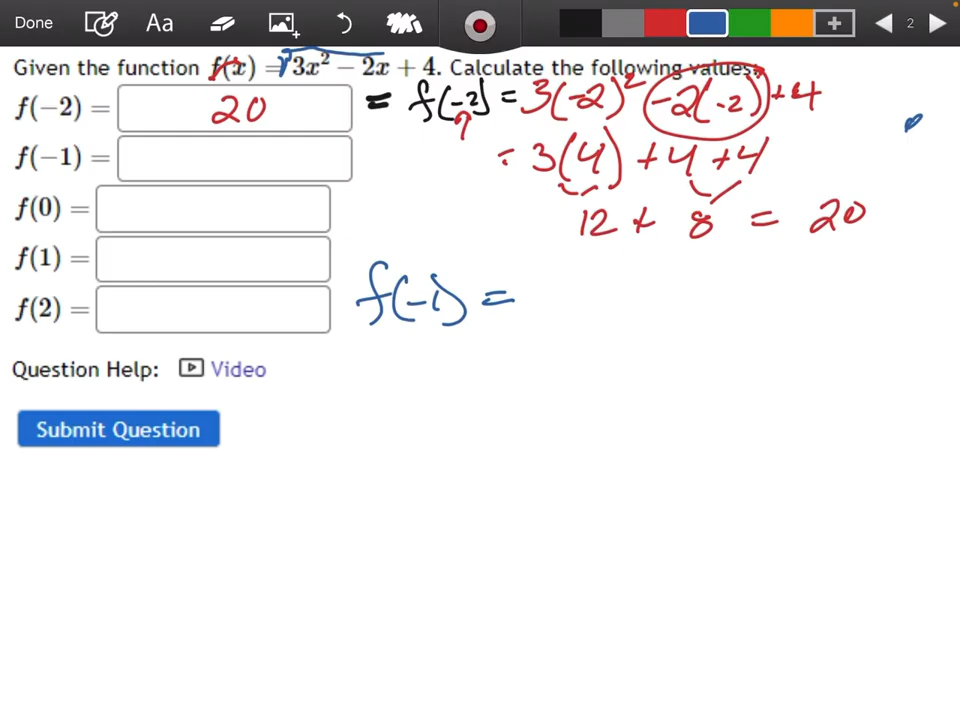 Done Aa 2
Given the function f(x) = 3x² − 2x + 4. Calculate the following values:
f(−2) = 20 = f(-2) = 3(-2)² -2(-2) +4
f(−1) = = 3(4) +4 +4
f(0) = 12 + 8 = 20
f(1) =
f(2) = f(-1) =
Question Help: Video
Submit Question